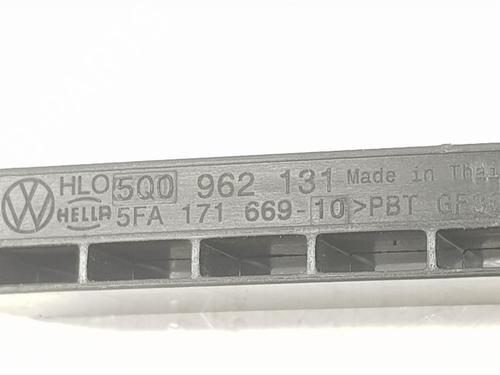 HLO 5Q0 962 131 Made in Thai
HELLA 5FA 171 669-10 >PBT